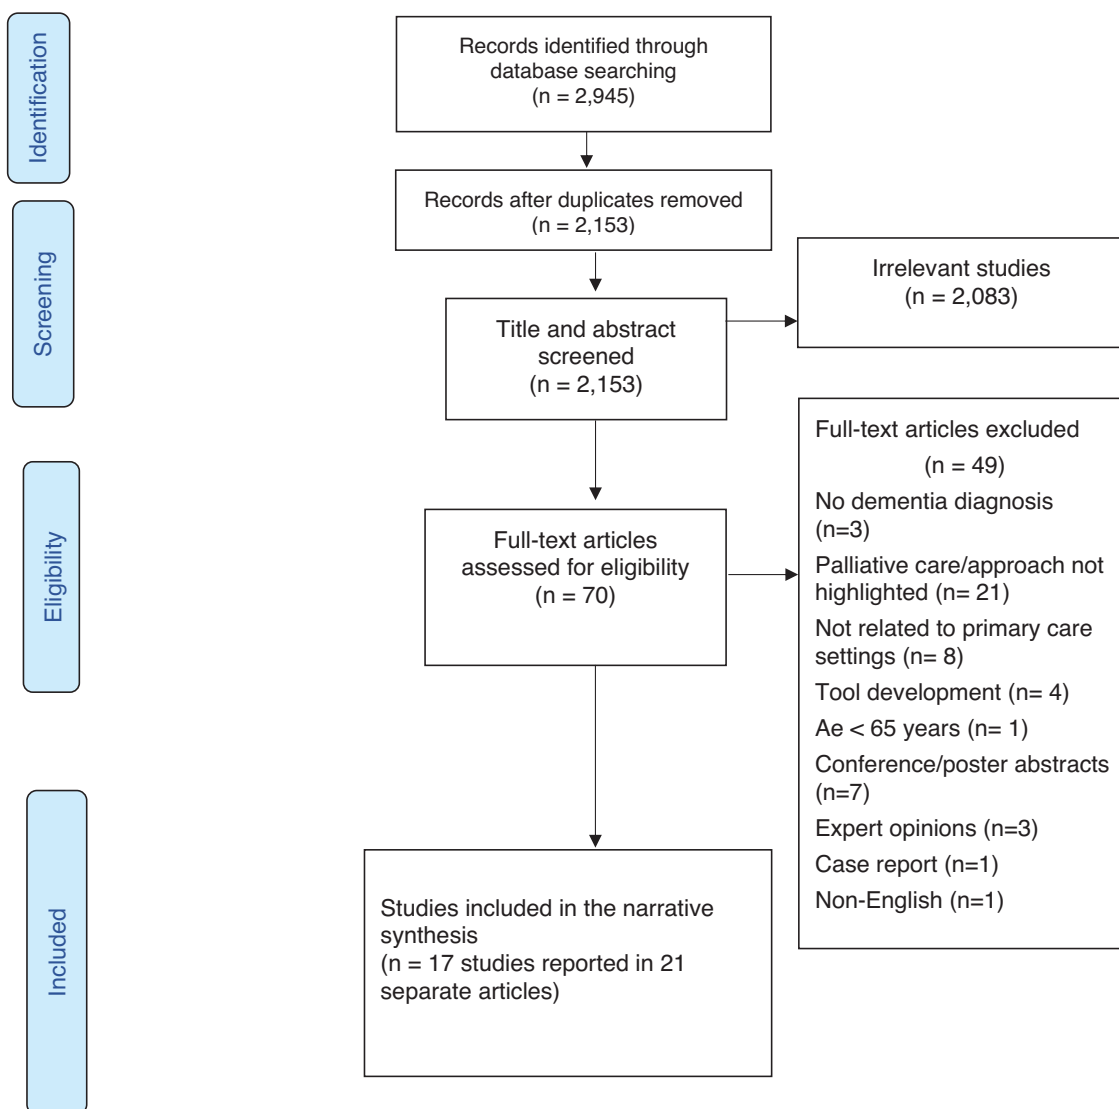 Identification
Records identified through
database searching
(n = 2,945)
Records after duplicates removed
(n = 2,153)
Screening
Title and abstract
screened
(n = 2,153)
Irrelevant studies
(n = 2,083)
Eligibility
Full-text articles
assessed for eligibility
(n = 70)
Full-text articles excluded
(n = 49)
No dementia diagnosis
(n=3)
Palliative care/approach not
highlighted (n= 21)
Not related to primary care
settings (n= 8)
Tool development (n= 4)
Ae < 65 years (n= 1)
Conference/poster abstracts
(n=7)
Expert opinions (n=3)
Case report (n=1)
Non-English (n=1)
Included
Studies included in the narrative
synthesis
(n = 17 studies reported in 21
separate articles)